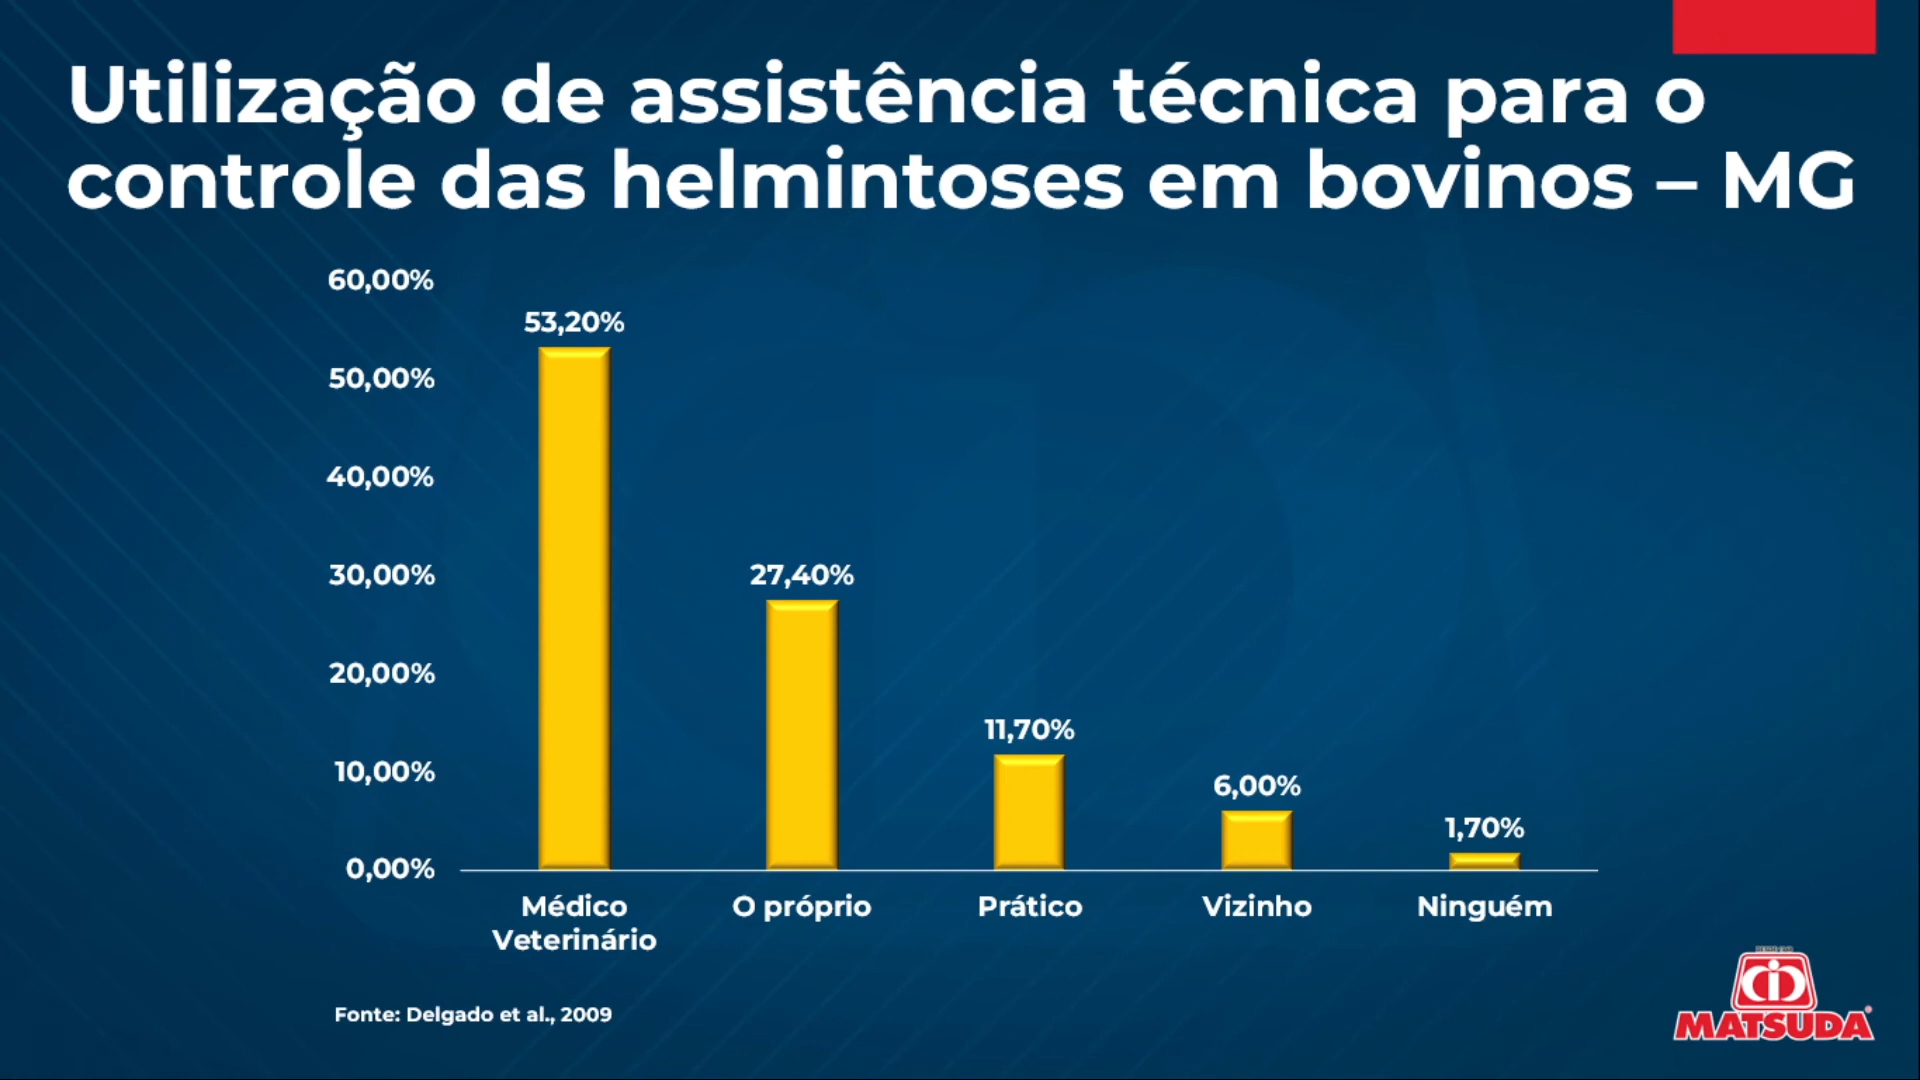 Utilização de assistência técnica para o
controle das helmintoses em bovinos – MG
60,00%
50,00%
40,00%
30,00%
20,00%
10,00%
0,00%
53,20%
27,40%
11,70%
6,00%
1,70%
Médico
Veterinário
O próprio
Prático
Vizinho
Ninguém
Fonte: Delgado et al., 2009
MATSUDA